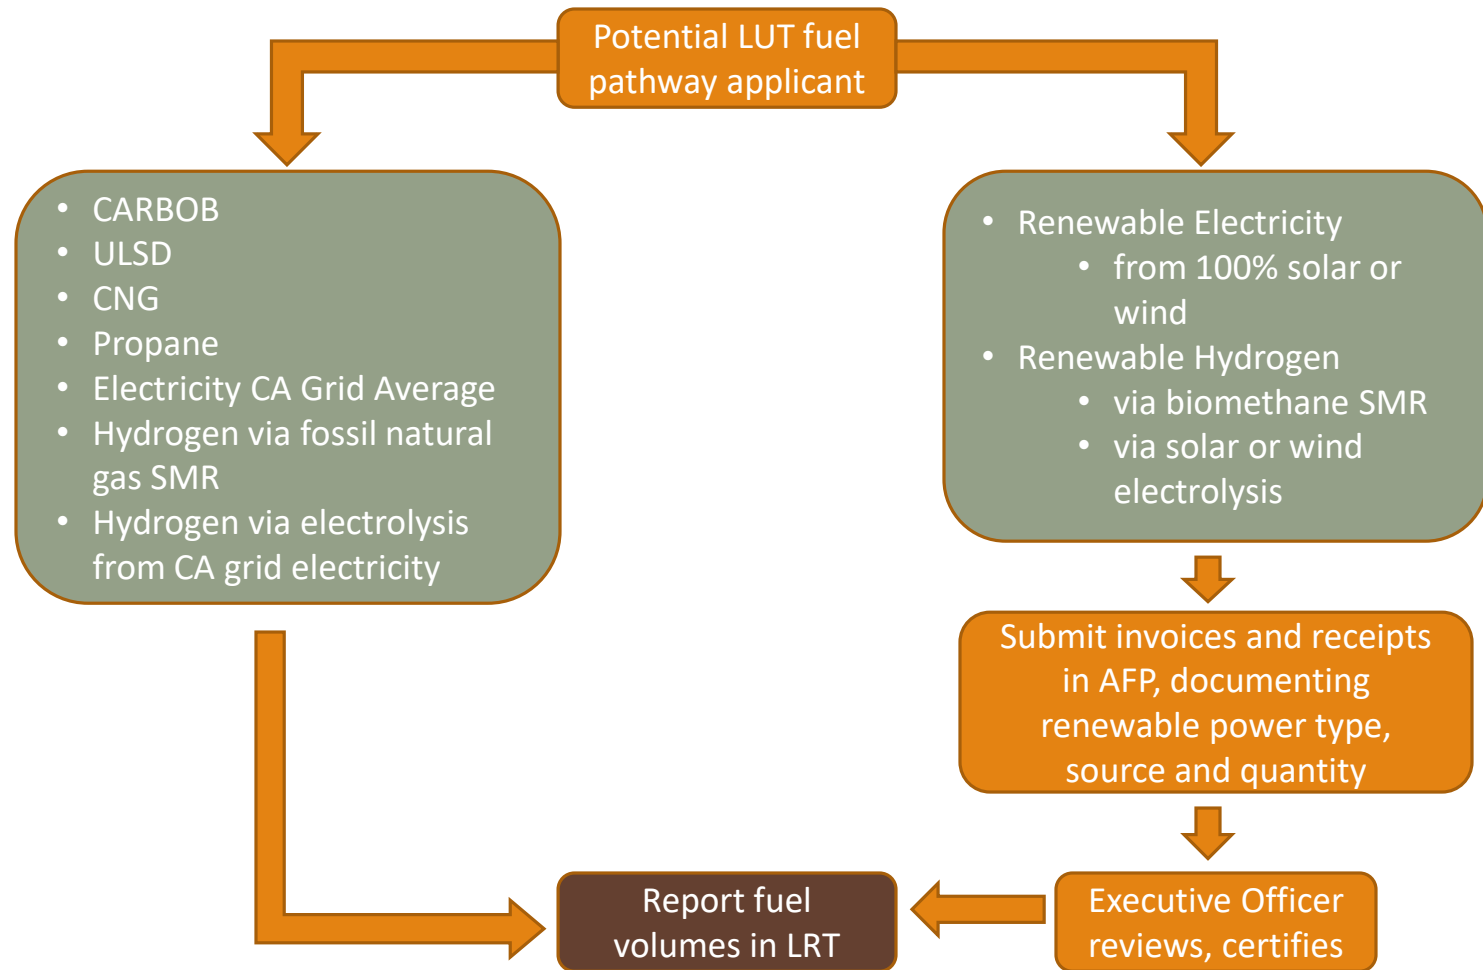 Potential LUT fuel
pathway applicant
• CARBOB
• ULSD
• CNG
• Propane
• Electricity CA Grid Average
• Hydrogen via fossil natural
gas SMR
• Hydrogen via electrolysis
from CA grid electricity
• Renewable Electricity
• from 100% solar or
wind
• Renewable Hydrogen
• via biomethane SMR
• via solar or wind
electrolysis
Submit invoices and receipts
in AFP, documenting
renewable power type,
source and quantity
Executive Officer
reviews, certifies
Report fuel
volumes in LRT